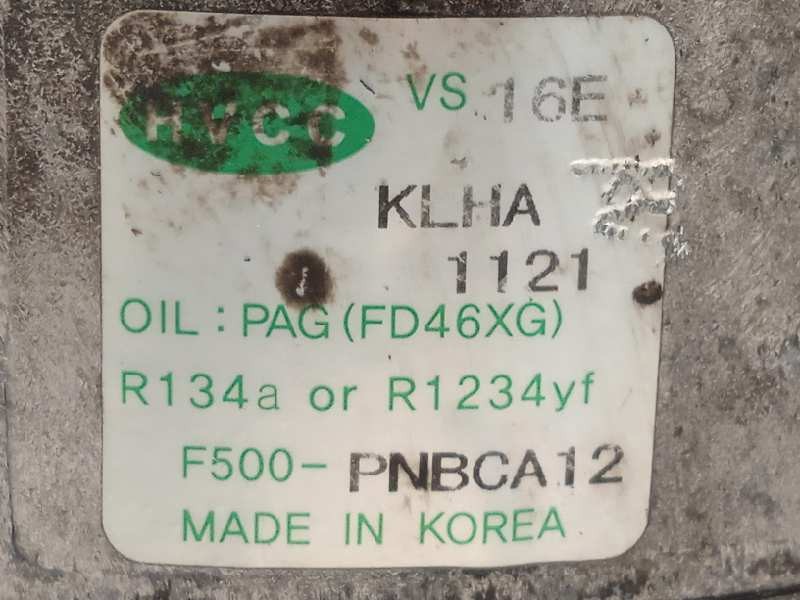 HVCC VS 16E
KLHA
1121
OIL : PAG (FD46XG)
R134a or R1234yf
F500-PNBCA12
MADE IN KOREA